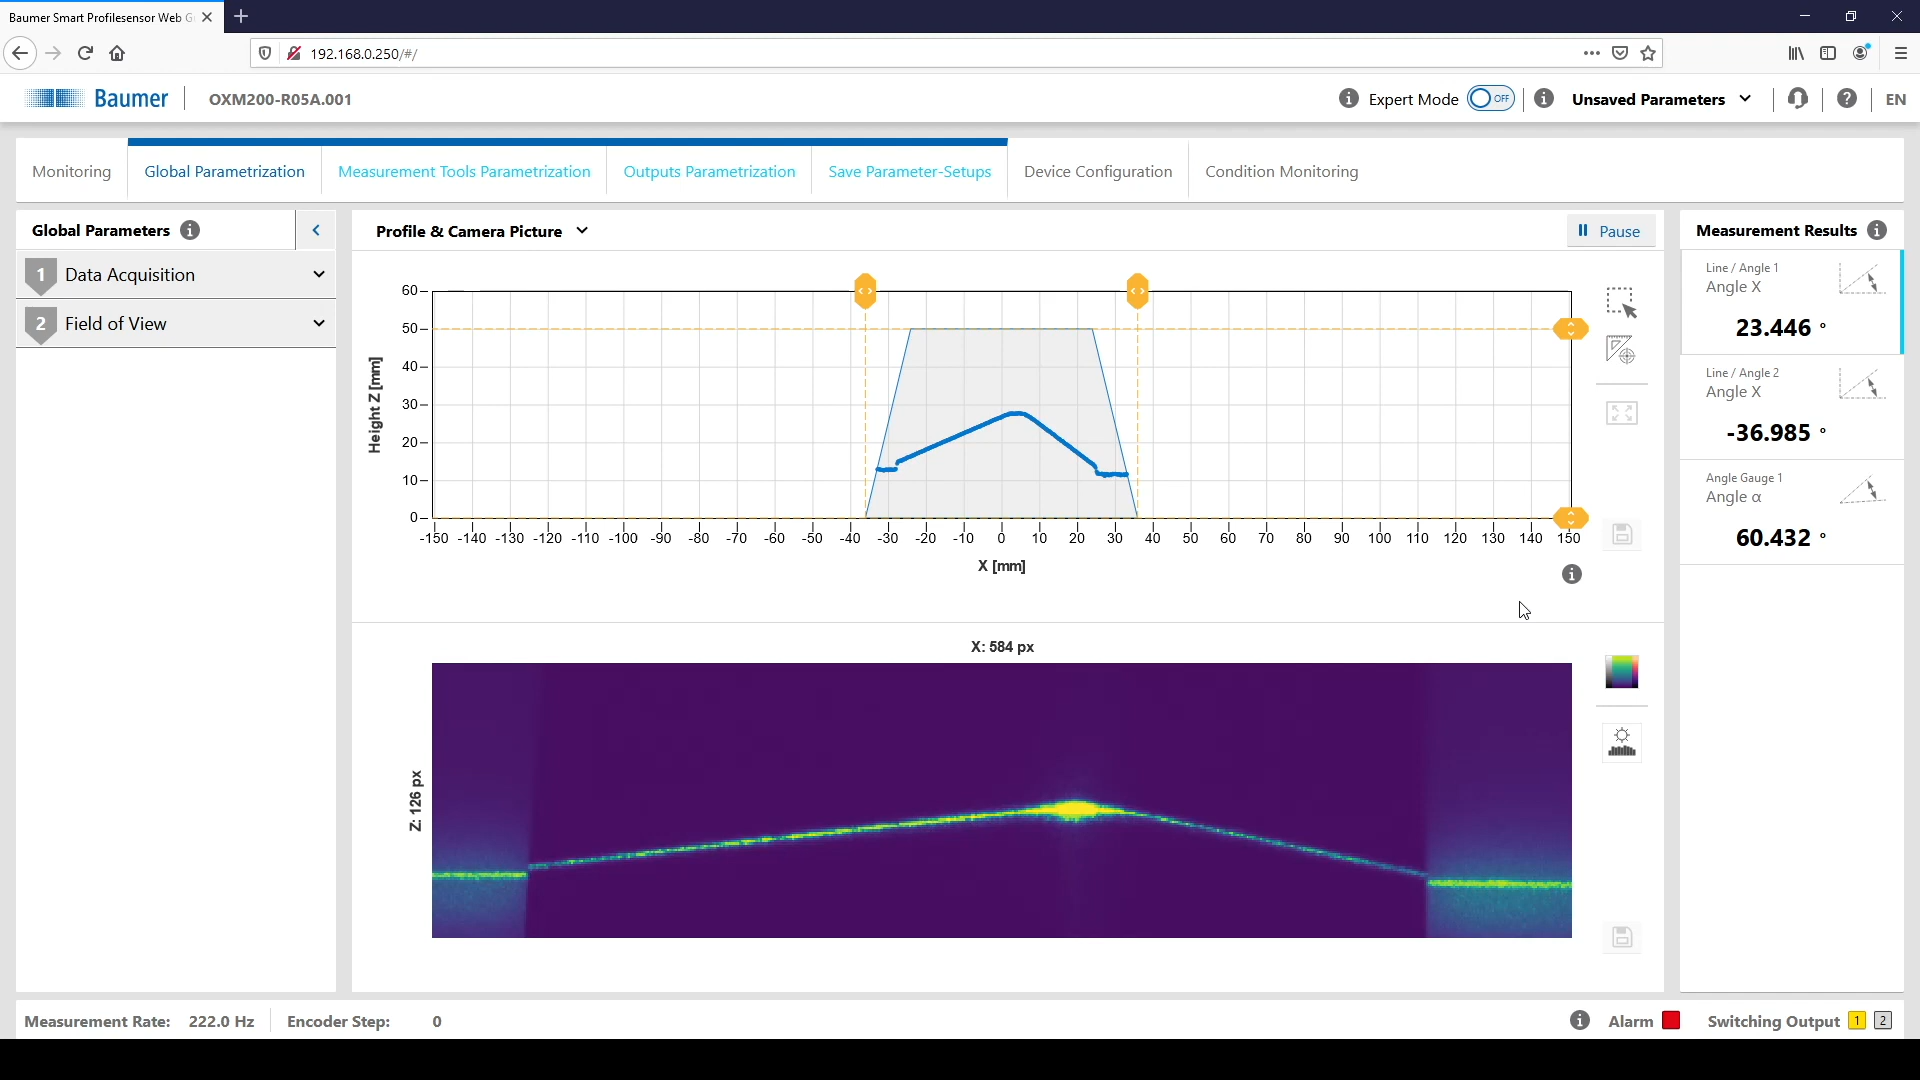 Baumer Smart Profilesensor Web G
192.168.0.250/#/
Baumer
OXM200-R05A.001
Expert Mode
OFF
Unsaved Parameters
EN
Monitoring
Global Parametrization
Measurement Tools Parametrization
Outputs Parametrization
Save Parameter-Setups
Device Configuration
Condition Monitoring
Global Parameters
1 Data Acquisition
2 Field of View
Profile & Camera Picture
Pause
Height Z [mm]
60
50
40
30
20
10
0
-150 -140 -130 -120 -110 -100 -90 -80 -70 -60 -50 -40 -30 -20 -10 0 10 20 30 40 50 60 70 80 90 100 110 120 130 140 150
X [mm]
X: 584 px
Z: 126 px
Measurement Results
Line / Angle 1
Angle X
23.446 °
Line / Angle 2
Angle X
-36.985 °
Angle Gauge 1
Angle α
60.432 °
Measurement Rate: 222.0 Hz
Encoder Step: 0
Alarm
Switching Output 1 2